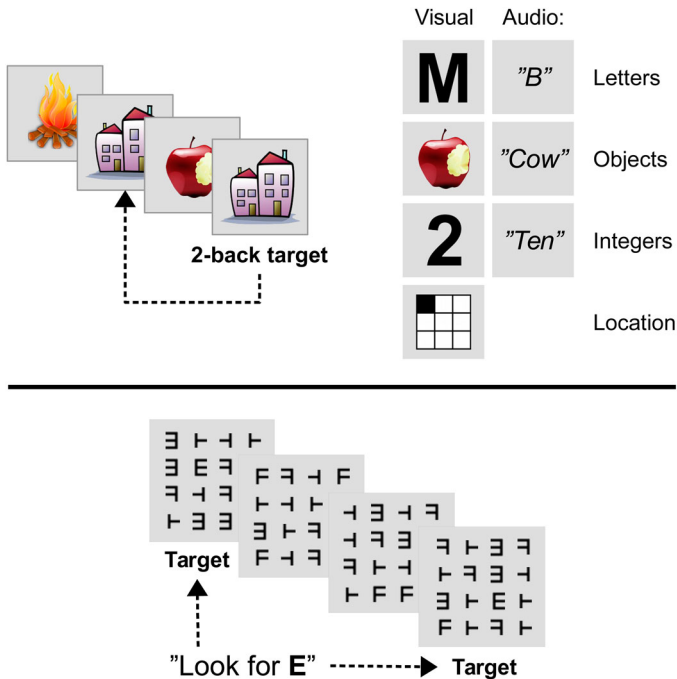 Visual Audio:
M ”B” Letters
”Cow” Objects
2 ”Ten” Integers
2-back target
Location
Target
”Look for E”
Target